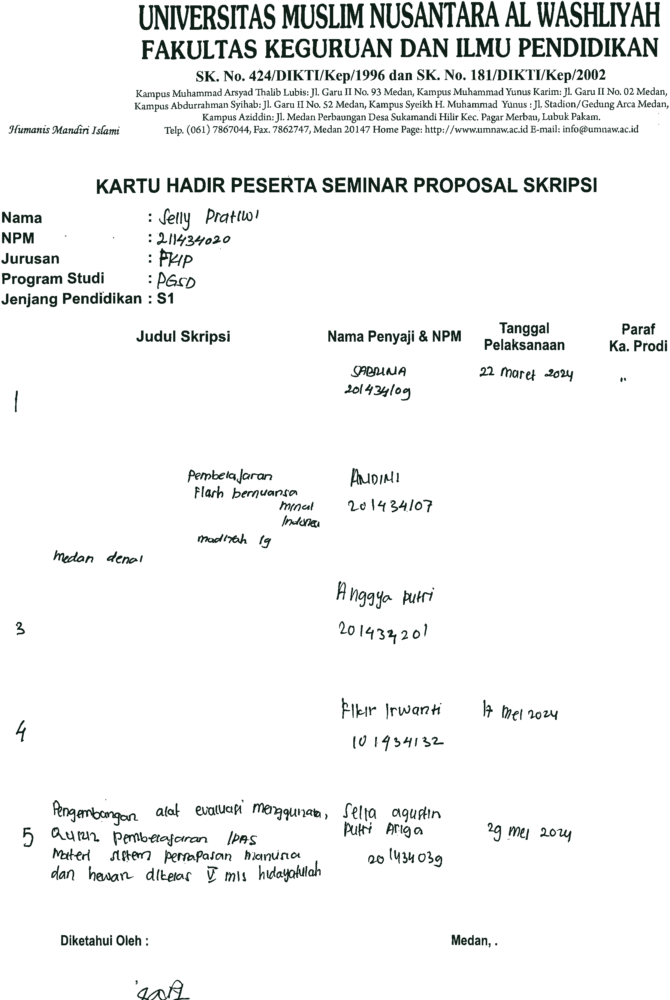 UNIVERSITAS MUSLIM NUSANTARA AL WASHLIYAH
FAKULTAS KEGURUAN DAN ILMU PENDIDIKAN
SK. No. 424/DIKTI/Kep/1996 dan SK. No. 181/DIKTI/Kep/2002
Kampus Muhammad Arsyad Thalib Lubis: Jl. Garu II No. 93 Medan, Kampus Muhammad Yunus Karim: Jl. Garu II No. 02 Medan,
Kampus Abdurrahman Syihab: Jl. Garu II No. 52 Medan, Kampus Syeikh H. Muhammad Yunus : Jl. Stadion/Gedung Arca Medan,
Kampus Aziddin: Jl. Medan Perbaungan Desa Sukamandi Hilir Kec. Pagar Merbau, Lubuk Pakam.
Humanis Mandiri Islami Telp. (061) 7867044, Fax. 7862747, Medan 20147 Home Page: http://www.umnaw.ac.id E-mail: info@umnaw.ac.id
KARTU HADIR PESERTA SEMINAR PROPOSAL SKRIPSI
Nama : Selly Pratiwi
NPM : 211434020
Jurusan : FKIP
Program Studi : PGSD
Jenjang Pendidikan : S1
Judul Skripsi Nama Penyaji & NPM Tanggal Pelaksanaan Paraf Ka. Prodi
SABRINA 22 Maret 2024 "
1 201434109
Pembelajaran ANDINI
Flash bernuansa
minat 201434107
Indones
madiyah 19
Medan denai
Anggya putri
3 201434201
Fikir Irwanti 17 Mei 2024
4 101434132
Pengembangan alat evaluasi menggunaka, Sella agustin
5 Quiziz pembelajaran IPAS Putri Ariga 29 mei 2024
Materi sistem pernapasan manusia 201434039
dan hewan dikelas V mis hidayatulah
Diketahui Oleh : Medan, .